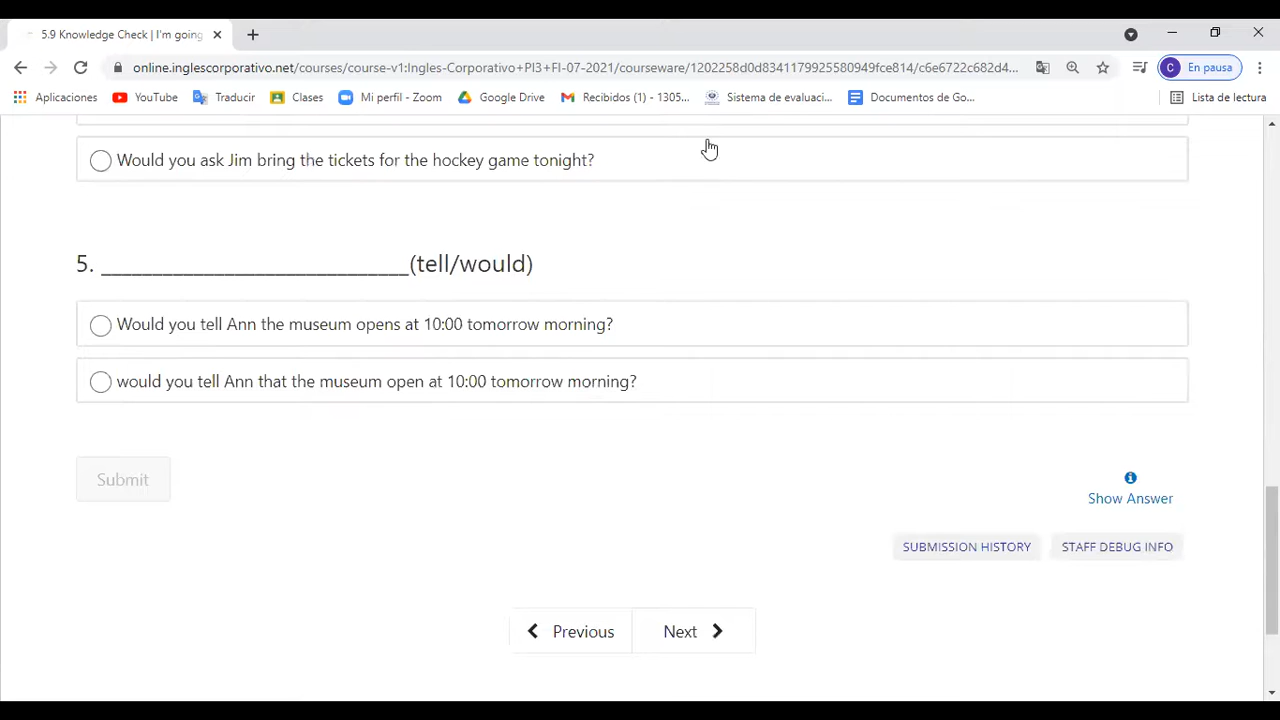 5.9 Knowledge Check | I'm going
online.inglescorporativo.net/courses/course-v1:Ingles-Corporativo+PI3+FI-07-2021/courseware/1202258d0d8341179925580949fce814/c6e6722c682d4...
C En pausa
Aplicaciones YouTube Traducir Clases Mi perfil - Zoom Google Drive Recibidos (1) - 1305... Sistema de evaluaci... Documentos de Go... Lista de lectura
Would you ask Jim bring the tickets for the hockey game tonight?
5. ____________________________(tell/would)
Would you tell Ann the museum opens at 10:00 tomorrow morning?
would you tell Ann that the museum open at 10:00 tomorrow morning?
Submit
Show Answer
SUBMISSION HISTORY STAFF DEBUG INFO
Previous Next